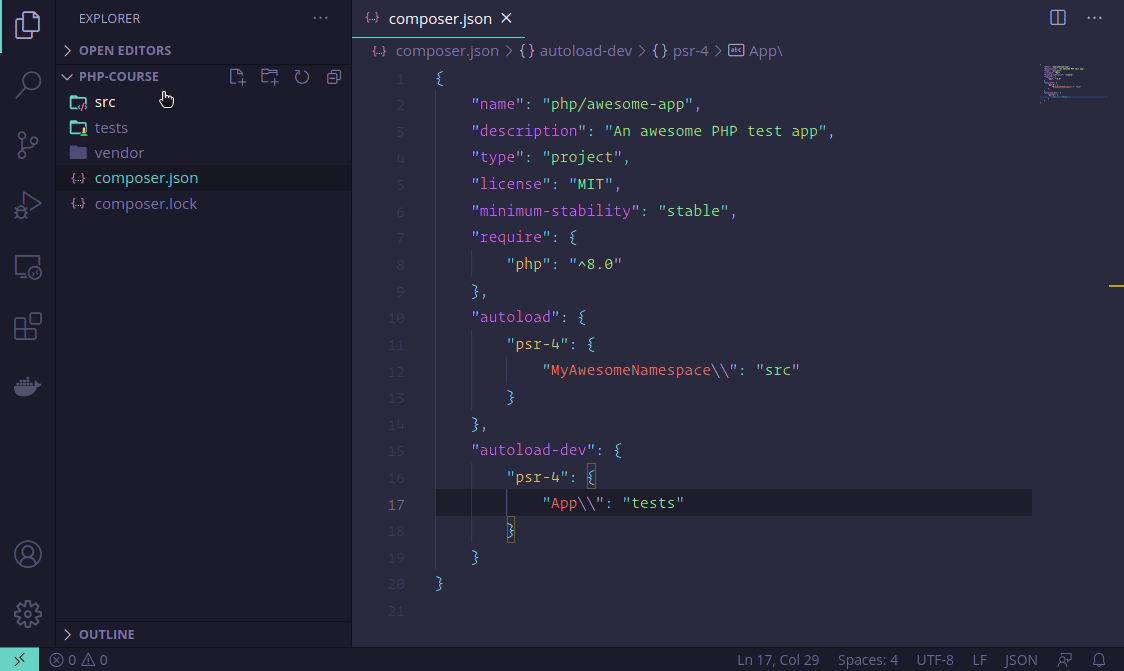 EXPLORER
OPEN EDITORS
PHP-COURSE
src
tests
vendor
composer.json
composer.lock
OUTLINE
composer.json
composer.json > {} autoload-dev > {} psr-4 > abc App\
1 {
2 "name": "php/awesome-app",
3 "description": "An awesome PHP test app",
4 "type": "project",
5 "license": "MIT",
6 "minimum-stability": "stable",
7 "require": {
8 "php": "^8.0"
9 },
10 "autoload": {
11 "psr-4": {
12 "MyAwesomeNamespace\\": "src"
13 }
14 },
15 "autoload-dev": {
16 "psr-4": {
17 "App\\": "tests"
18 }
19 }
20 }
21
0 0
Ln 17, Col 29 Spaces: 4 UTF-8 LF JSON